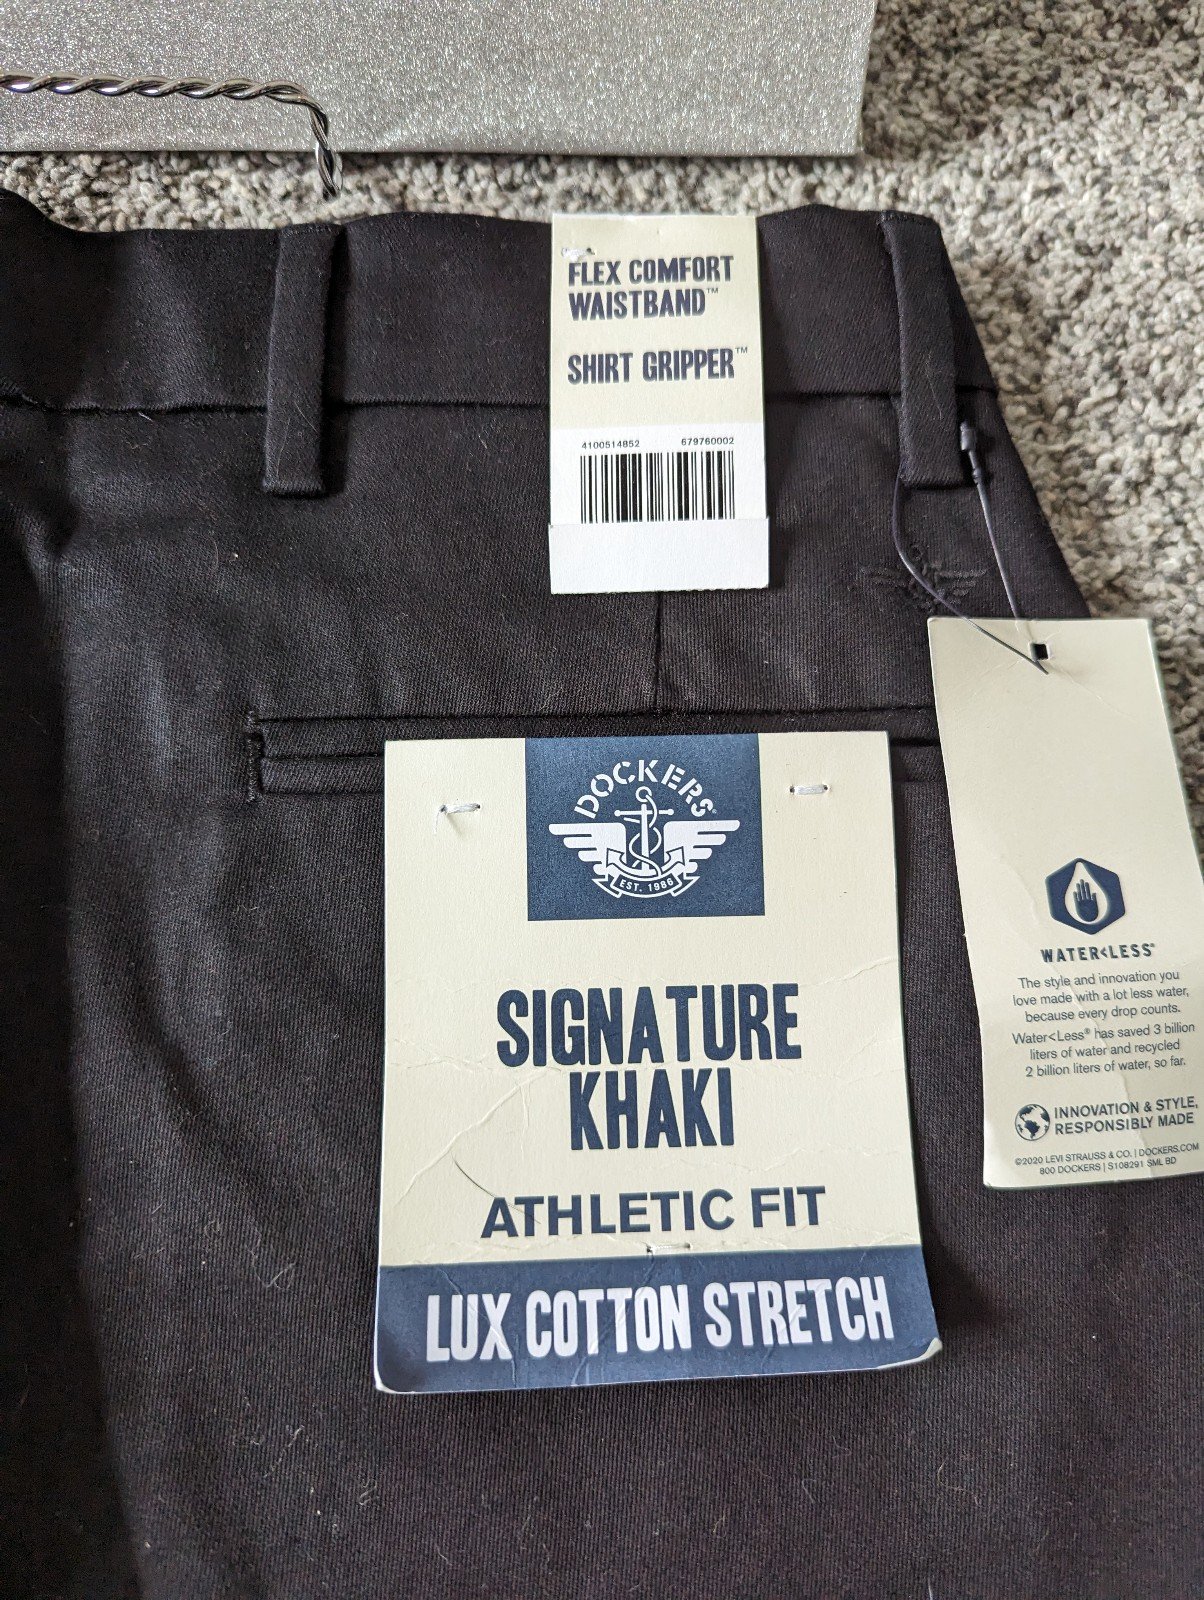 FLEX COMFORT
WAISTBAND™
SHIRT GRIPPER™
4100514852 679760002
DOCKERS®
EST. 1986
SIGNATURE
KHAKI
ATHLETIC FIT
LUX COTTON STRETCH
WATER<LESS®
The style and innovation you
love made with a lot less water,
because every drop counts.
Water<Less® has saved 3 billion
liters of water and recycled
2 billion liters of water, so far.
INNOVATION & STYLE,
RESPONSIBLY MADE
©2020 LEVI STRAUSS & CO. | DOCKERS.COM
800 DOCKERS | S108291 SML BD